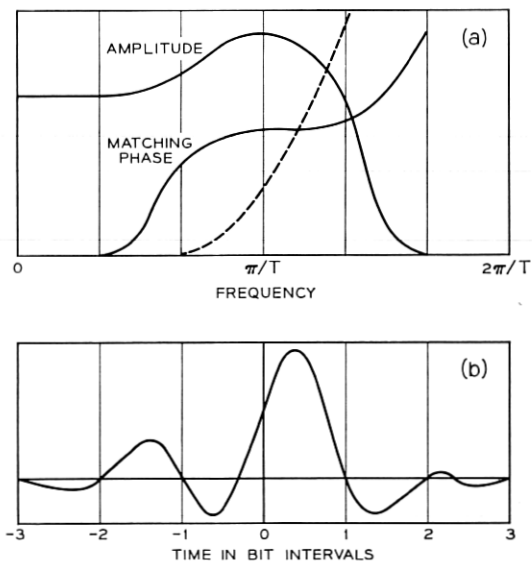 (a)
AMPLITUDE
MATCHING
PHASE
0
π/T
2π/T
FREQUENCY
(b)
-3
-2
-1
0
1
2
3
TIME IN BIT INTERVALS